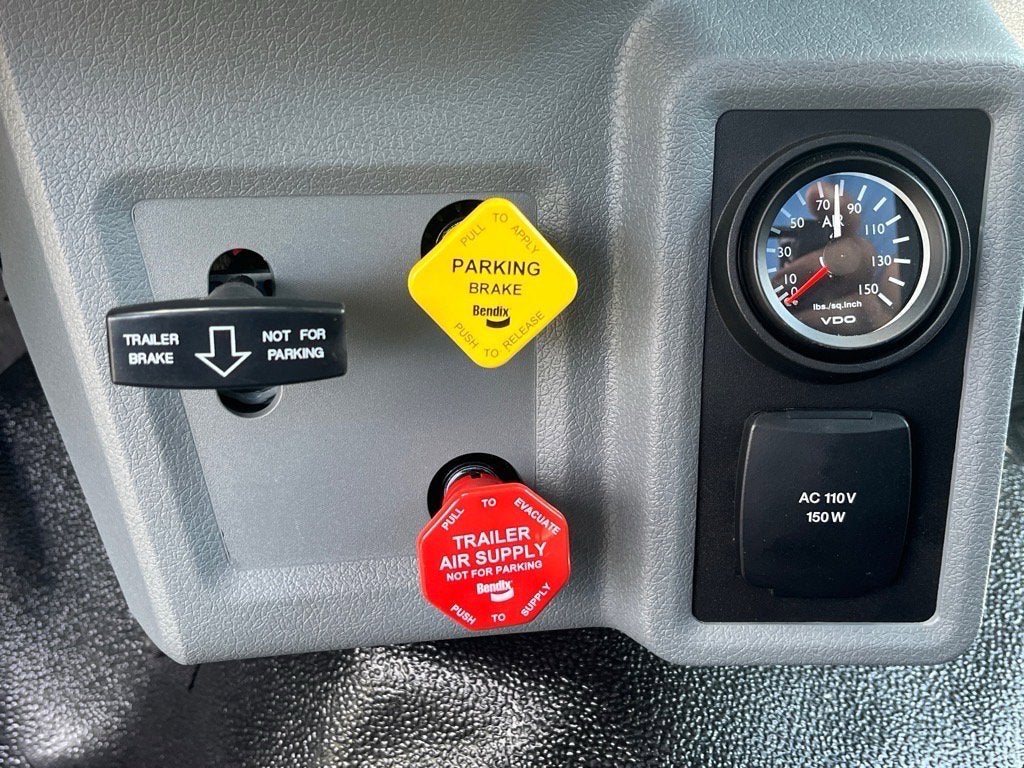 TRAILER
BRAKE
NOT FOR
PARKING
PULL TO APPLY
PARKING
BRAKE
Bendix
PUSH TO RELEASE
PULL TO EVACUATE
TRAILER
AIR SUPPLY
NOT FOR PARKING
Bendix
PUSH TO SUPPLY
0 10 30 50 70 90 110 130 150
AIR
lbs./sq.inch
VDO
AC 110V
150W